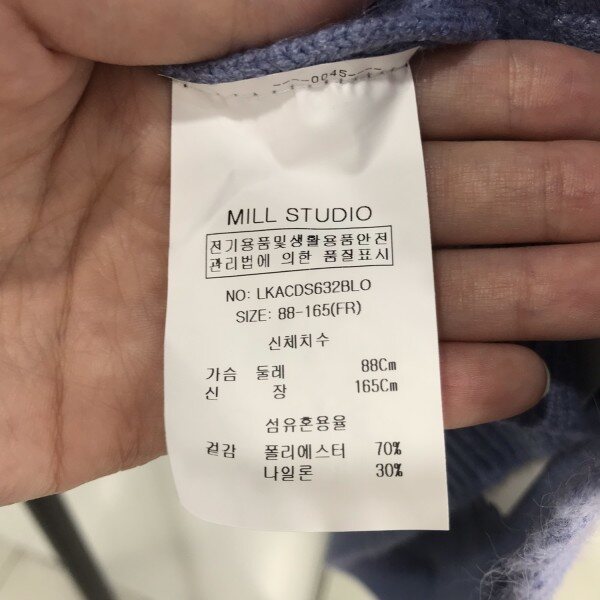 ----0045----
MILL STUDIO
전기용품및생활용품안전
관리법에 의한 품질표시
NO: LKACDS632BLO
SIZE: 88-165(FR)
신체치수
가슴 둘레 88Cm
신 장 165Cm
섬유혼용율
겉감 폴리에스터 70%
나일론 30%